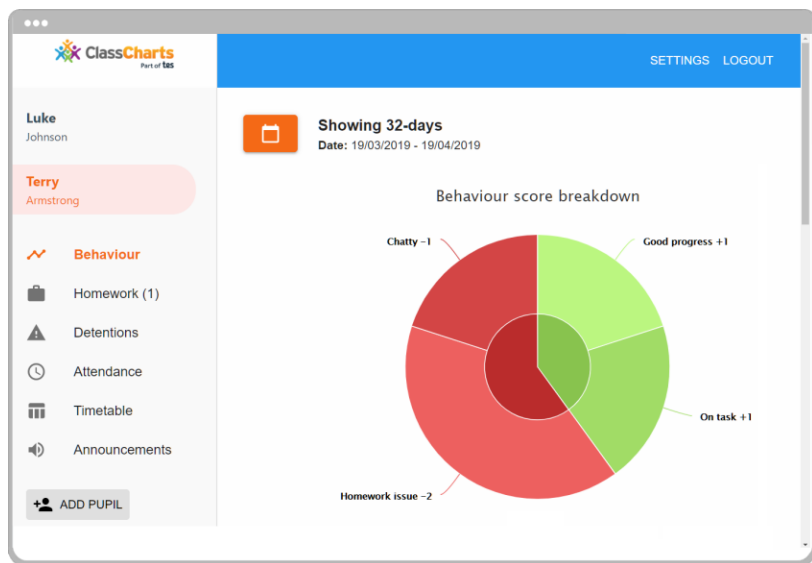 ClassCharts
Part of tes
SETTINGS LOGOUT
Luke
Johnson
Terry
Armstrong
Behaviour
Homework (1)
Detentions
Attendance
Timetable
Announcements
ADD PUPIL
Showing 32-days
Date: 19/03/2019 - 19/04/2019
Behaviour score breakdown
Chatty -1
Good progress +1
On task +1
Homework issue -2